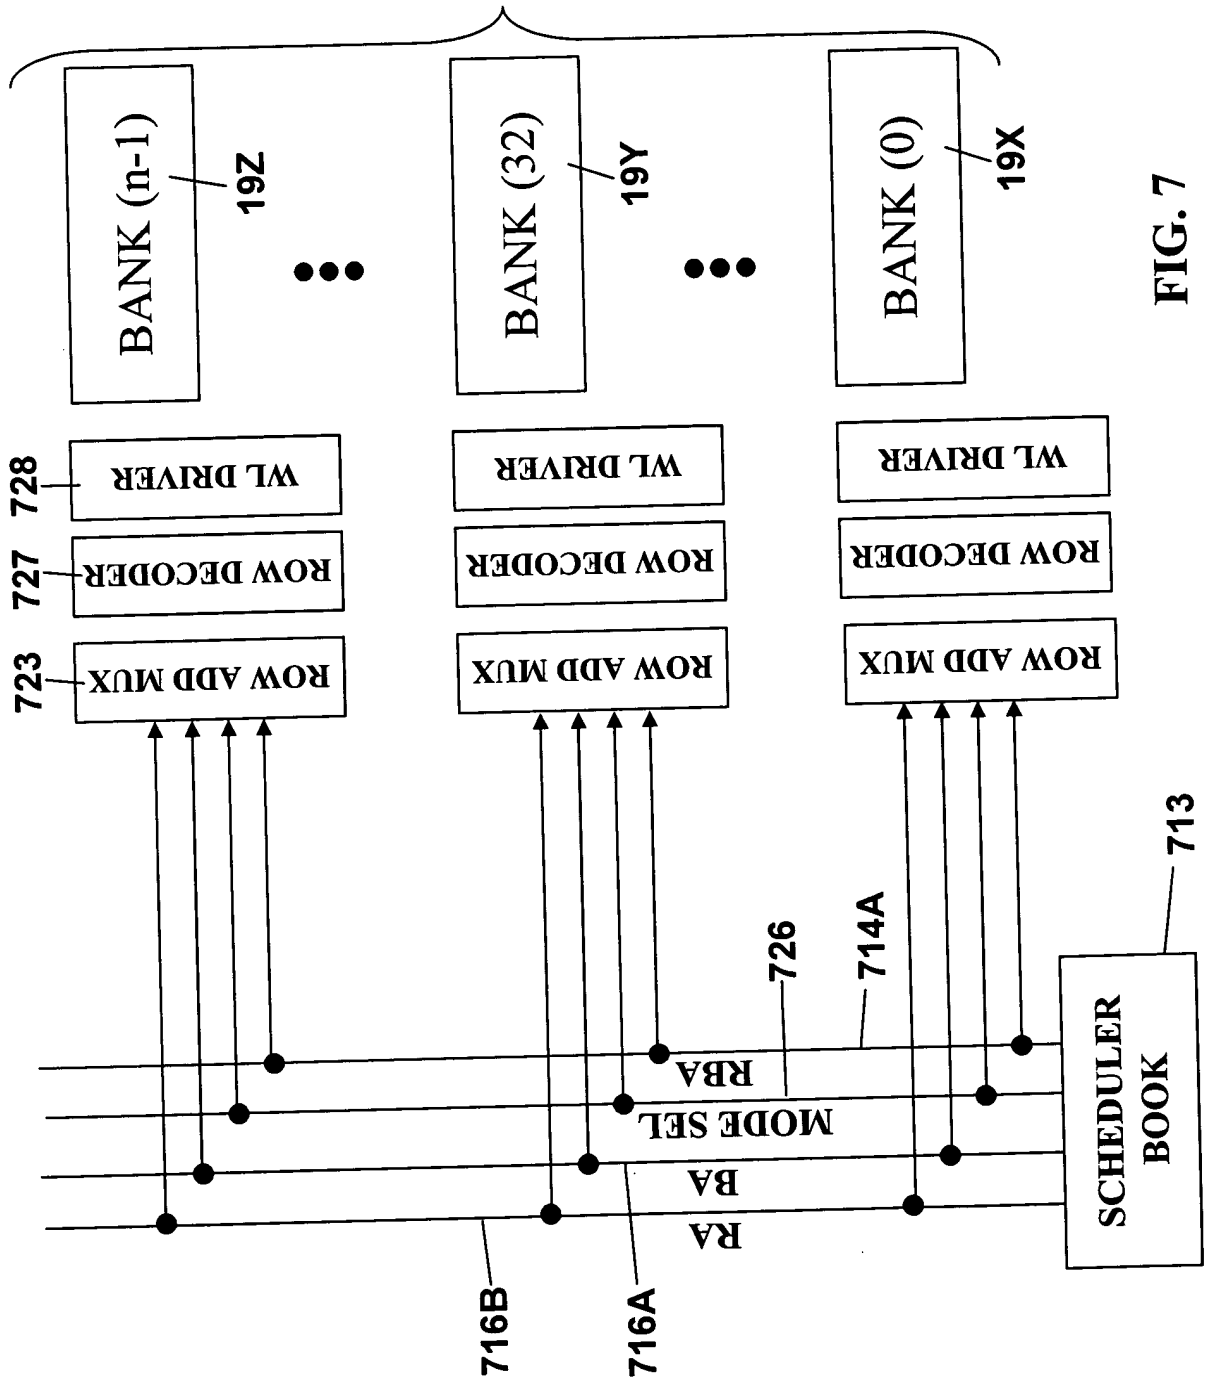 BANK (n-1)
19Z
BANK (32)
19Y
BANK (0)
19X
728
WL DRIVER
WL DRIVER
WL DRIVER
727
ROW DECODER
ROW DECODER
ROW DECODER
723
ROW ADD MUX
ROW ADD MUX
ROW ADD MUX
RBA
714A
MODE SEL
726
BA
716A
RA
716B
SCHEDULER
BOOK
713
FIG. 7